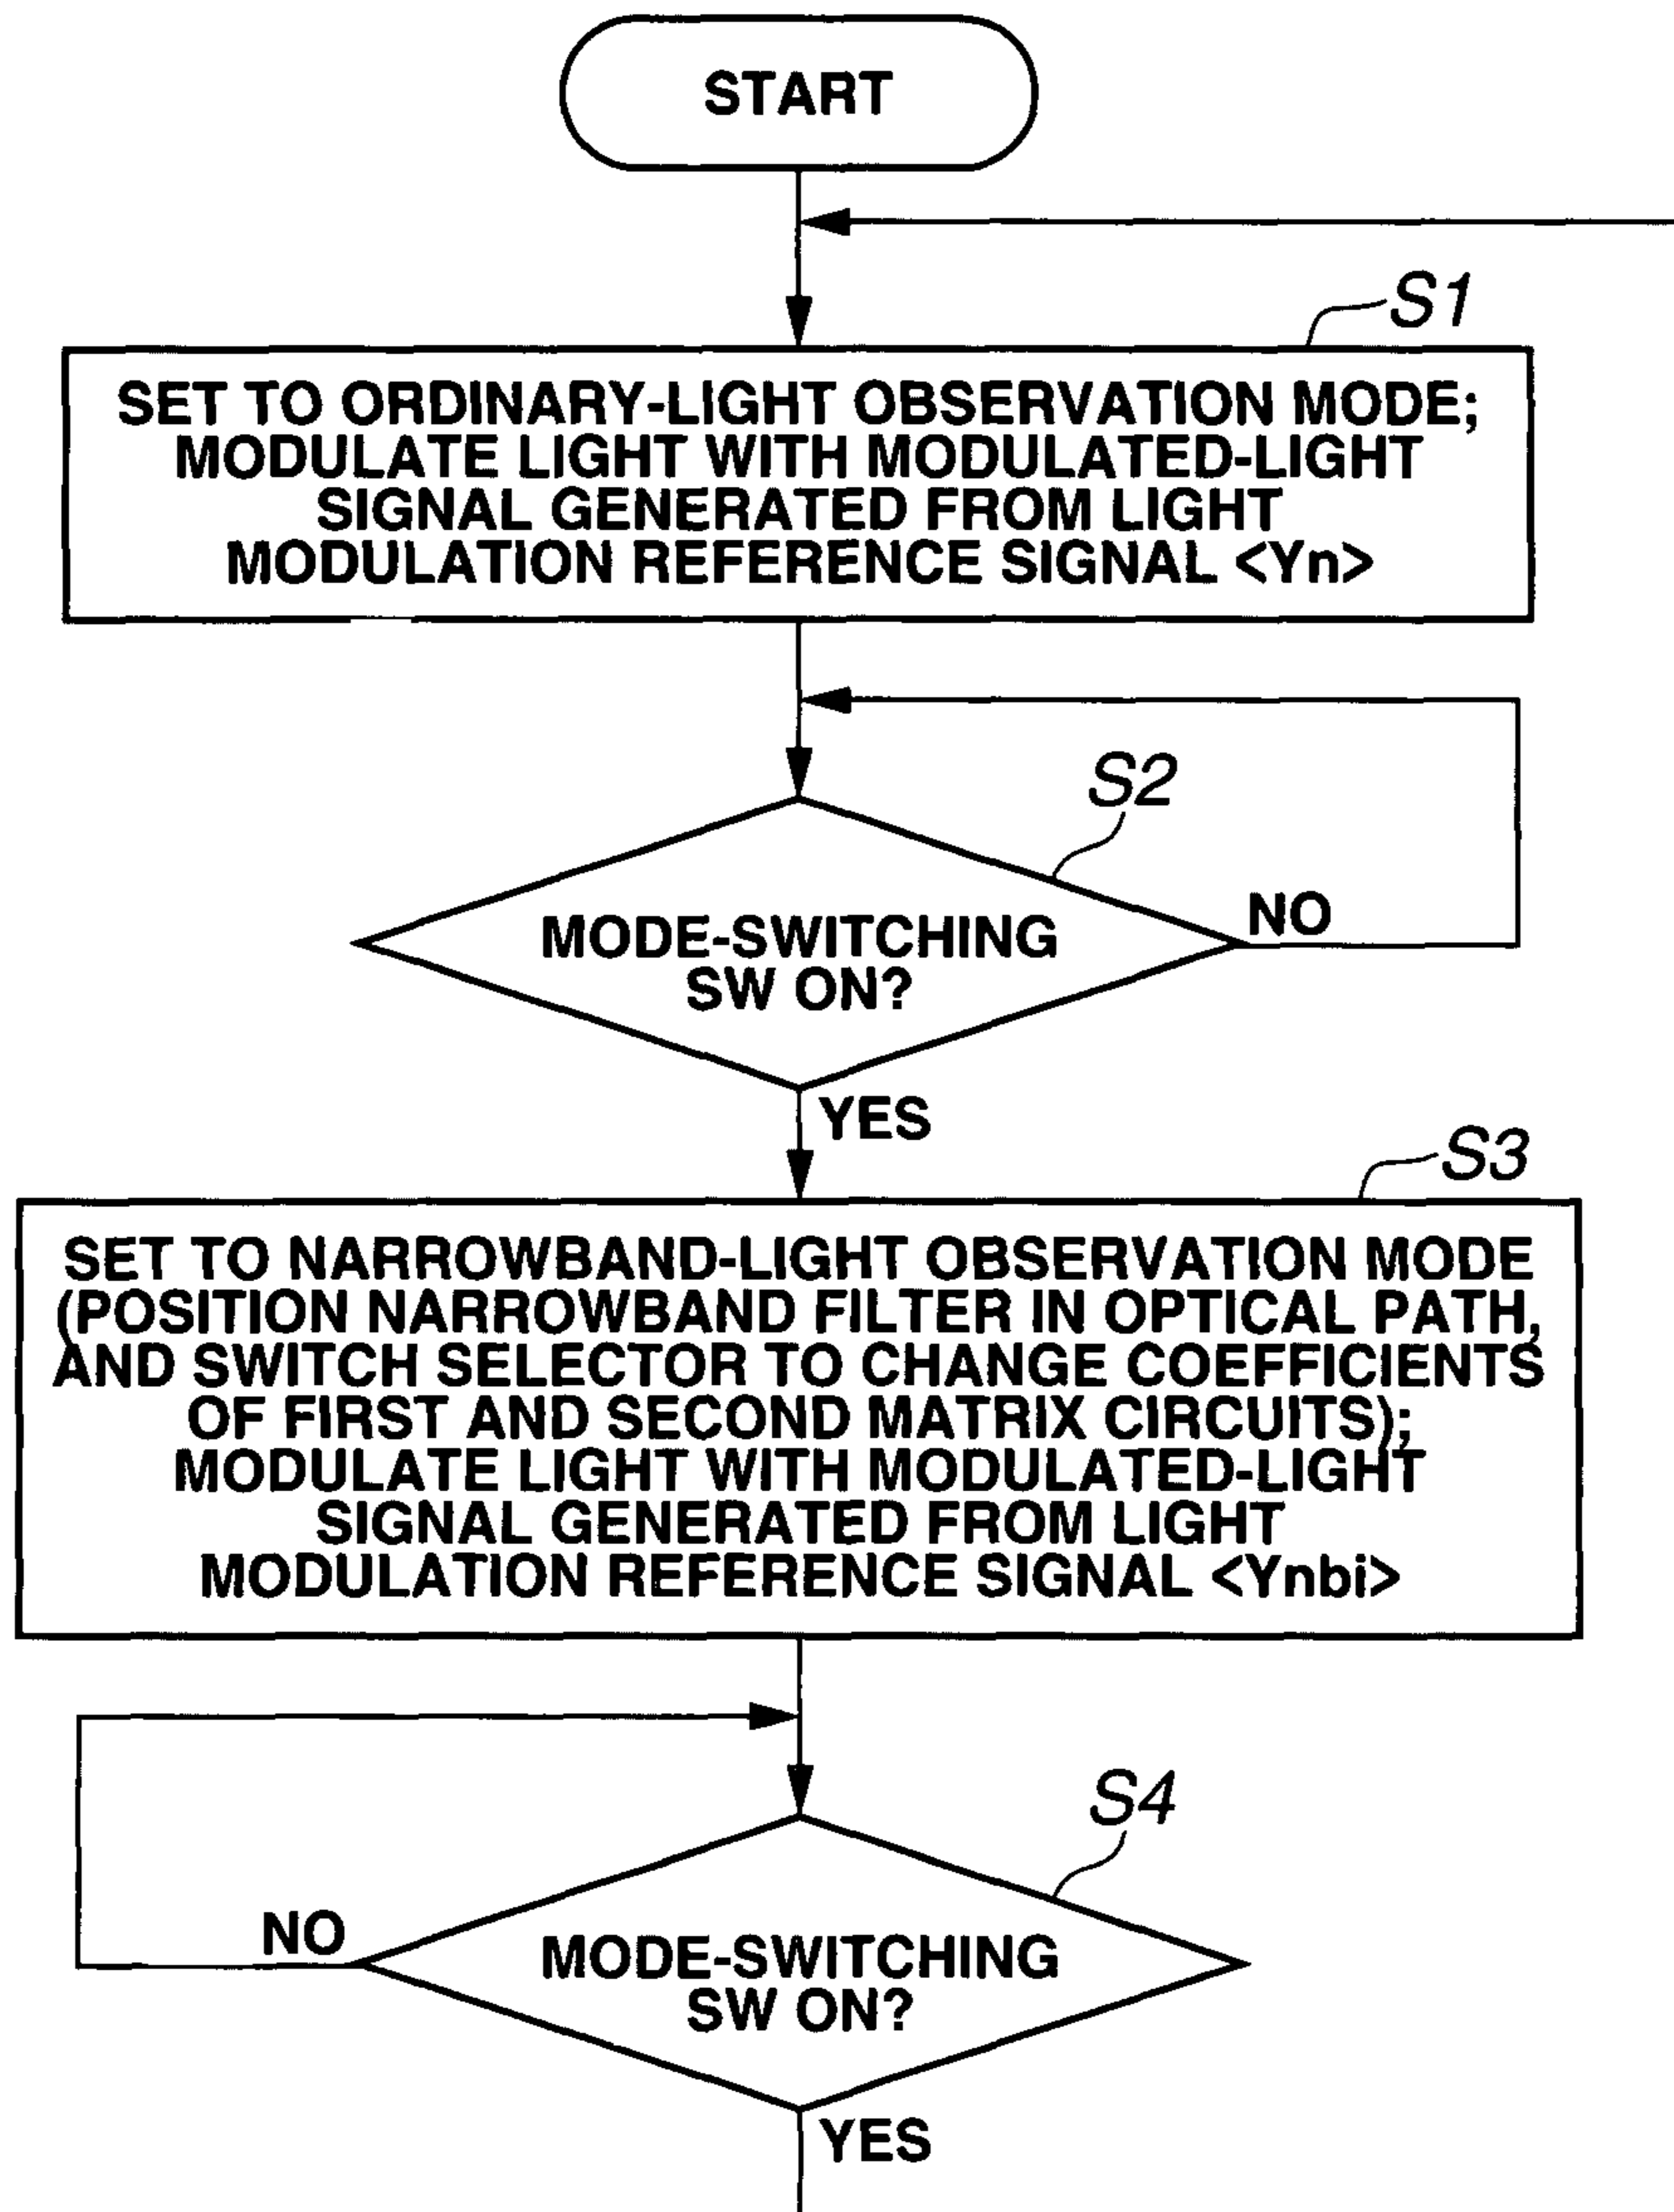 START
S1
SET TO ORDINARY-LIGHT OBSERVATION MODE;
MODULATE LIGHT WITH MODULATED-LIGHT
SIGNAL GENERATED FROM LIGHT
MODULATION REFERENCE SIGNAL <Yn>
S2
MODE-SWITCHING
SW ON?
NO
YES
S3
SET TO NARROWBAND-LIGHT OBSERVATION MODE
(POSITION NARROWBAND FILTER IN OPTICAL PATH,
AND SWITCH SELECTOR TO CHANGE COEFFICIENTS
OF FIRST AND SECOND MATRIX CIRCUITS);
MODULATE LIGHT WITH MODULATED-LIGHT
SIGNAL GENERATED FROM LIGHT
MODULATION REFERENCE SIGNAL <Ynbi>
S4
NO
MODE-SWITCHING
SW ON?
YES